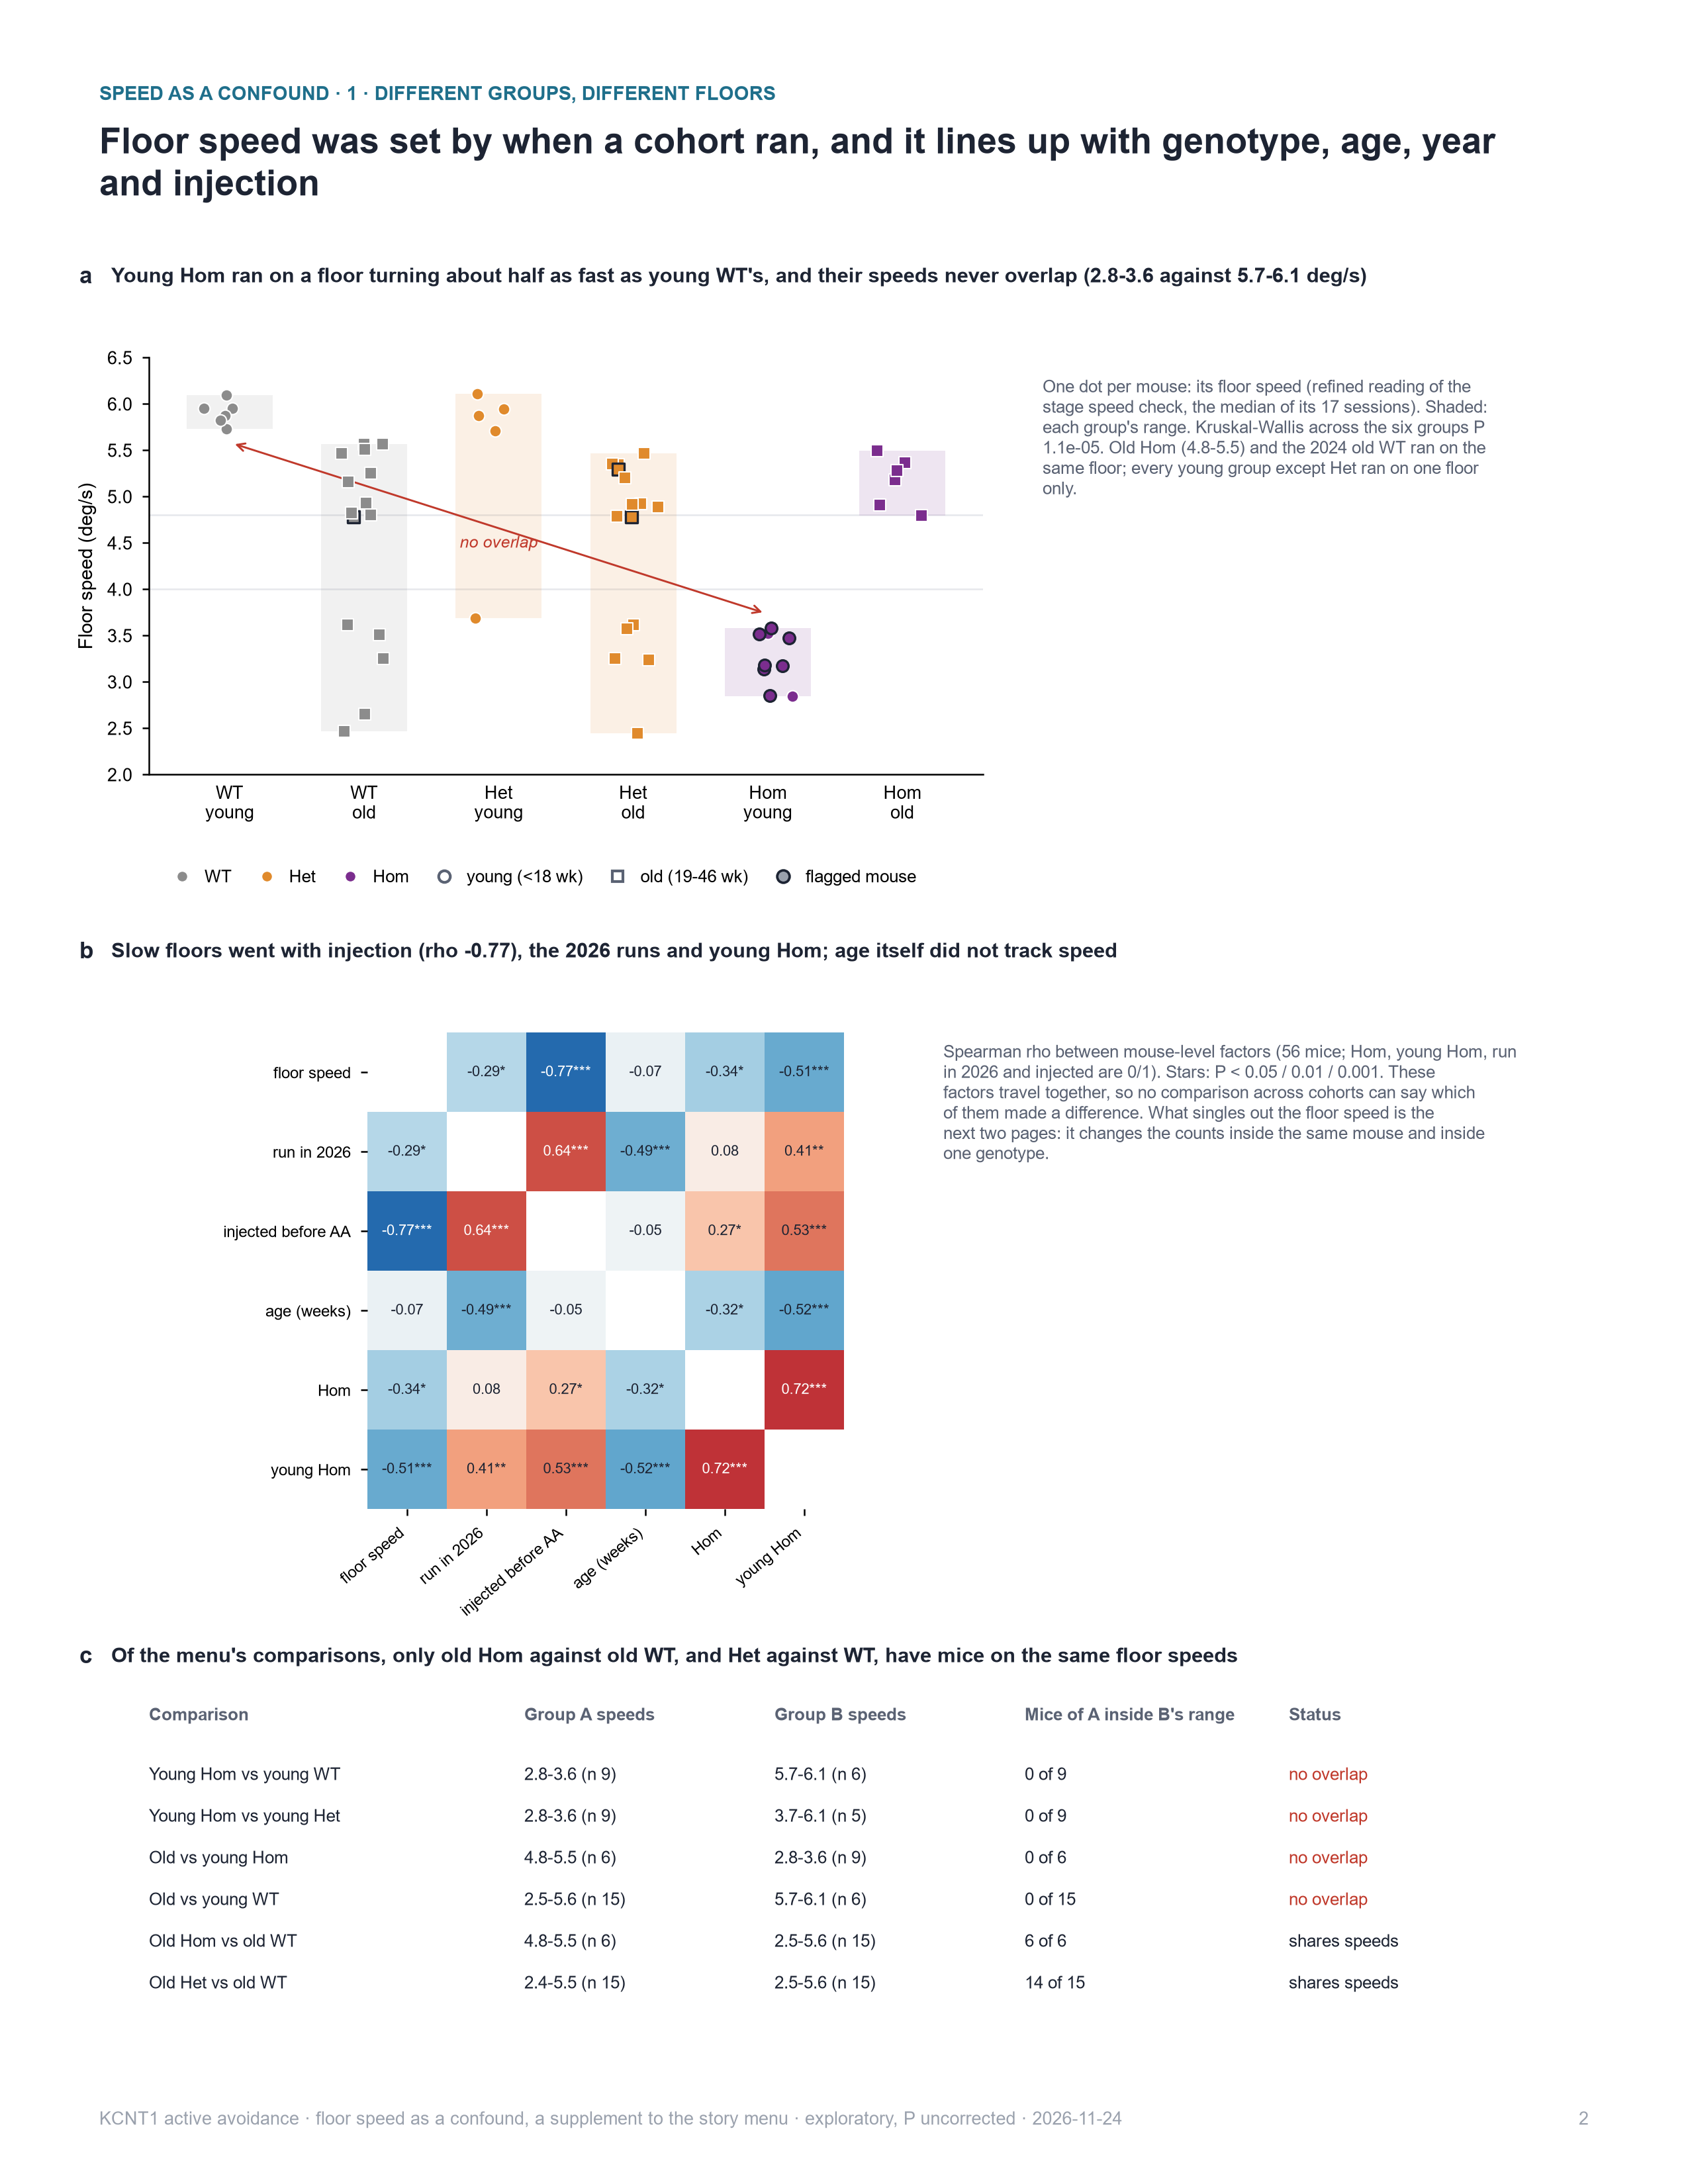 SPEED AS A CONFOUND · 1 · DIFFERENT GROUPS, DIFFERENT FLOORS
Floor speed was set by when a cohort ran, and it lines up with genotype, age, year
and injection
a Young Hom ran on a floor turning about half as fast as young WT's, and their speeds never overlap (2.8-3.6 against 5.7-6.1 deg/s)
Floor speed (deg/s)
6.5
6.0
5.5
5.0
4.5
4.0
3.5
3.0
2.5
2.0
no overlap
WT
young
WT
old
Het
young
Het
old
Hom
young
Hom
old
WT Het Hom young (<18 wk) old (19-46 wk) flagged mouse
One dot per mouse: its floor speed (refined reading of the
stage speed check, the median of its 17 sessions). Shaded:
each group's range. Kruskal-Wallis across the six groups P
1.1e-05. Old Hom (4.8-5.5) and the 2024 old WT ran on the
same floor; every young group except Het ran on one floor
only.
b Slow floors went with injection (rho -0.77), the 2026 runs and young Hom; age itself did not track speed
floor speed -0.29* -0.77*** -0.07 -0.34* -0.51***
run in 2026 -0.29* 0.64*** -0.49*** 0.08 0.41**
injected before AA -0.77*** 0.64*** -0.05 0.27* 0.53***
age (weeks) -0.07 -0.49*** -0.05 -0.32* -0.52***
Hom -0.34* 0.08 0.27* -0.32* 0.72***
young Hom -0.51*** 0.41** 0.53*** -0.52*** 0.72***
floor speed
run in 2026
injected before AA
age (weeks)
Hom
young Hom
Spearman rho between mouse-level factors (56 mice; Hom, young Hom, run
in 2026 and injected are 0/1). Stars: P < 0.05 / 0.01 / 0.001. These
factors travel together, so no comparison across cohorts can say which
of them made a difference. What singles out the floor speed is the
next two pages: it changes the counts inside the same mouse and inside
one genotype.
c Of the menu's comparisons, only old Hom against old WT, and Het against WT, have mice on the same floor speeds
Comparison Group A speeds Group B speeds Mice of A inside B's range Status
Young Hom vs young WT 2.8-3.6 (n 9) 5.7-6.1 (n 6) 0 of 9 no overlap
Young Hom vs young Het 2.8-3.6 (n 9) 3.7-6.1 (n 5) 0 of 9 no overlap
Old vs young Hom 4.8-5.5 (n 6) 2.8-3.6 (n 9) 0 of 6 no overlap
Old vs young WT 2.5-5.6 (n 15) 5.7-6.1 (n 6) 0 of 15 no overlap
Old Hom vs old WT 4.8-5.5 (n 6) 2.5-5.6 (n 15) 6 of 6 shares speeds
Old Het vs old WT 2.4-5.5 (n 15) 2.5-5.6 (n 15) 14 of 15 shares speeds
KCNT1 active avoidance · floor speed as a confound, a supplement to the story menu · exploratory, P uncorrected · 2026-11-24 2